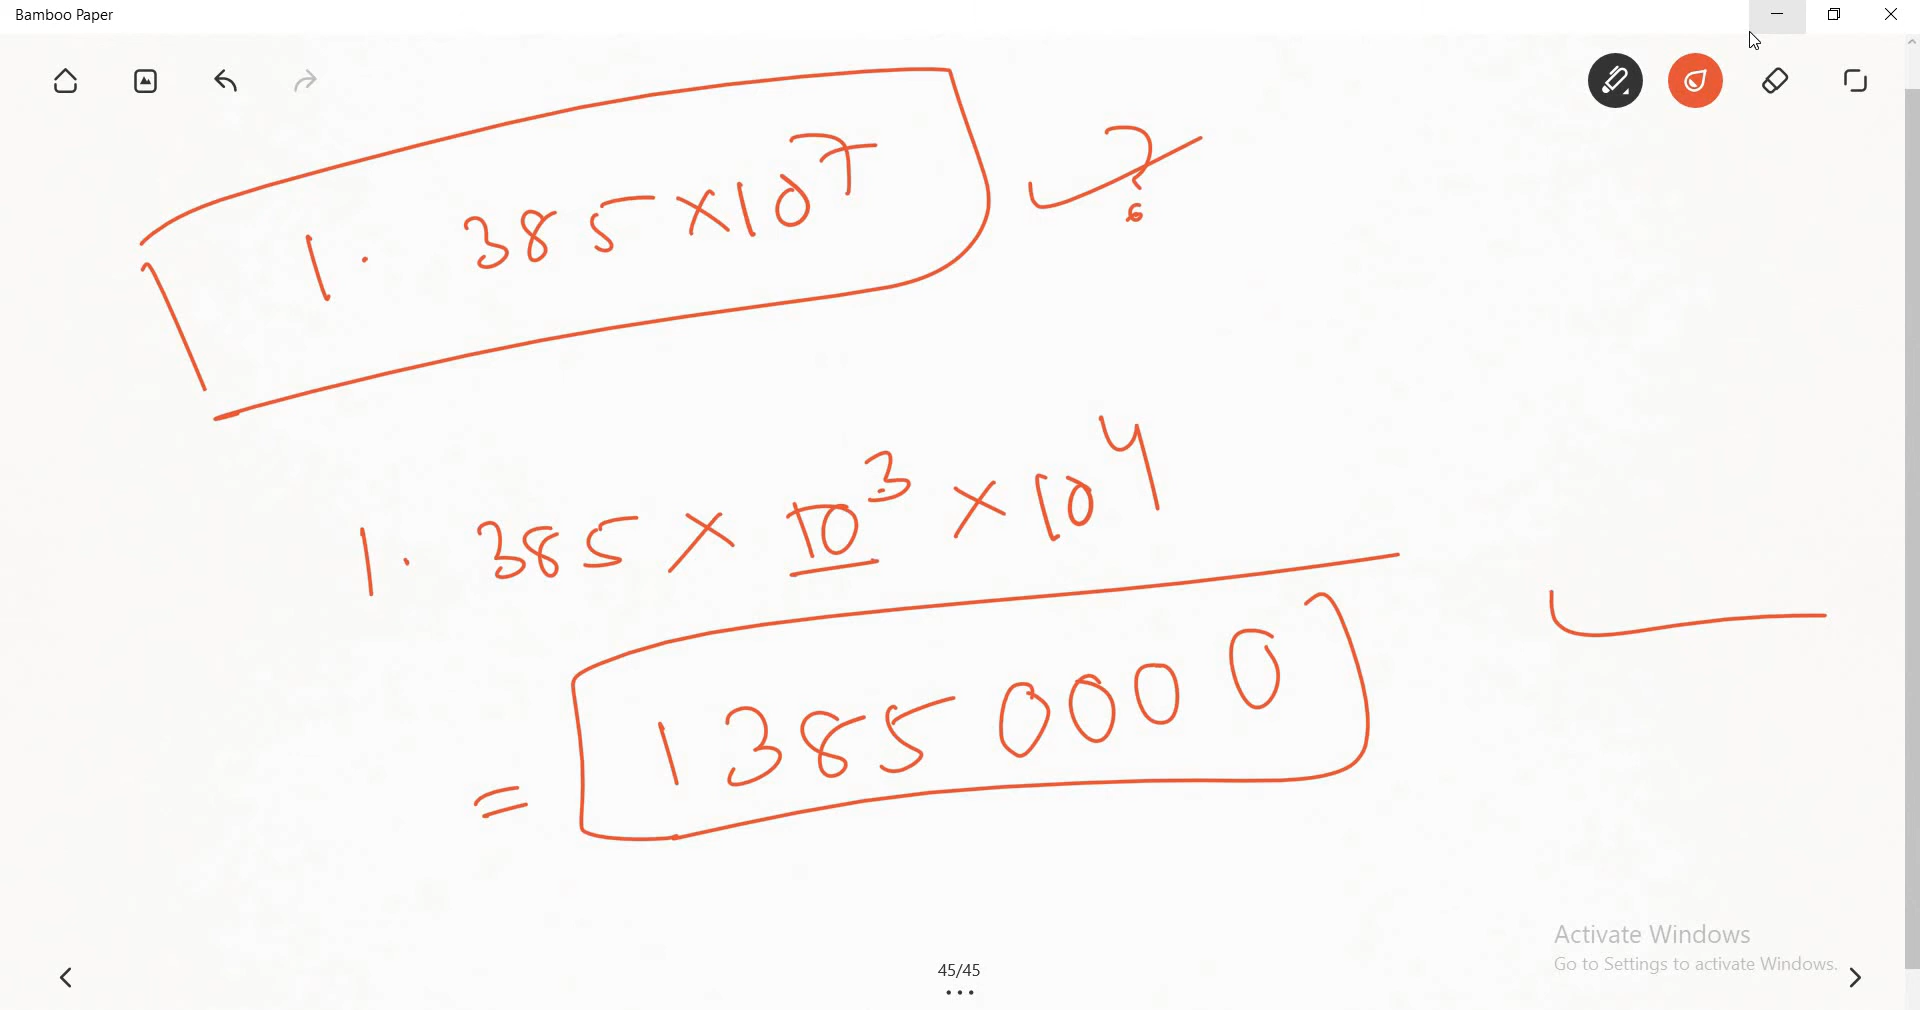 Bamboo Paper
1. 385 × 10⁷ ?
1. 385 × 10³ × 10⁴
= 13850000
Activate Windows
Go to Settings to activate Windows.
45/45